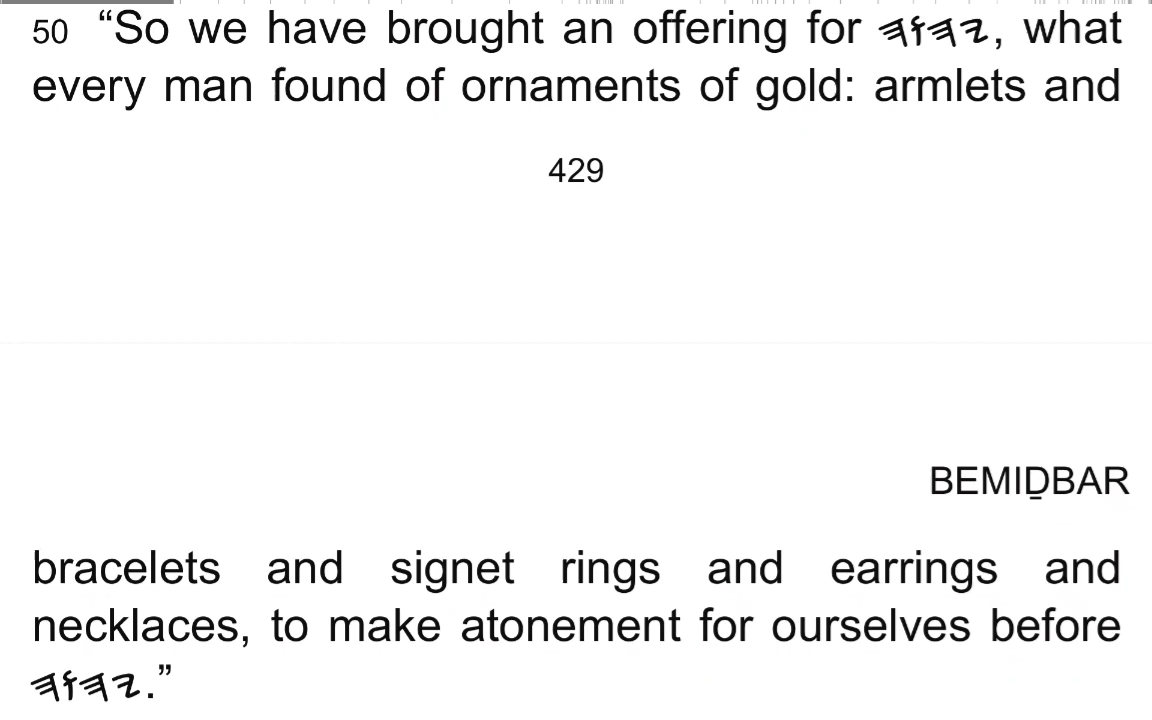 50 “So we have brought an offering for 𐤉𐤄𐤅𐤄, what
every man found of ornaments of gold: armlets and
429
BEMIḎBAR
bracelets and signet rings and earrings and
necklaces, to make atonement for ourselves before
𐤉𐤄𐤅𐤄.”